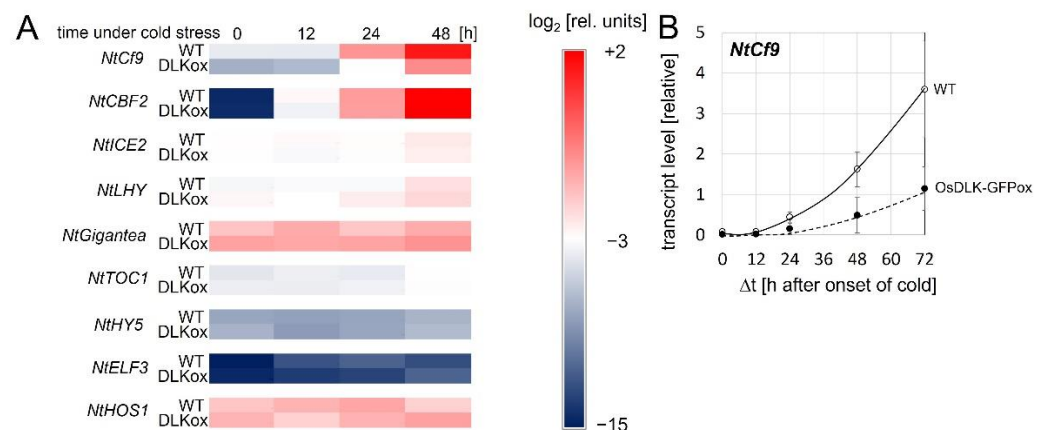 A
time under cold stress
0 12 24 48 [h]
NtCf9 WT
DLKox
NtCBF2 WT
DLKox
NtICE2 WT
DLKox
NtLHY WT
DLKox
NtGigantea WT
DLKox
NtTOC1 WT
DLKox
NtHY5 WT
DLKox
NtELF3 WT
DLKox
NtHOS1 WT
DLKox
log2 [rel. units]
+2
−3
−15
B
NtCf9
transcript level [relative]
5
4
3
2
1
0
WT
OsDLK-GFPox
0 12 24 36 48 60 72
Δt [h after onset of cold]